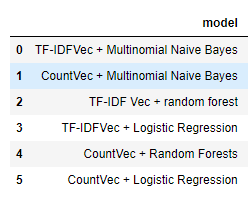 model
0 TF-IDFVec + Multinomial Naive Bayes
1 CountVec + Multinomial Naive Bayes
2 TF-IDF Vec + random forest
3 TF-IDFVec + Logistic Regression
4 CountVec + Random Forests
5 CountVec + Logistic Regression